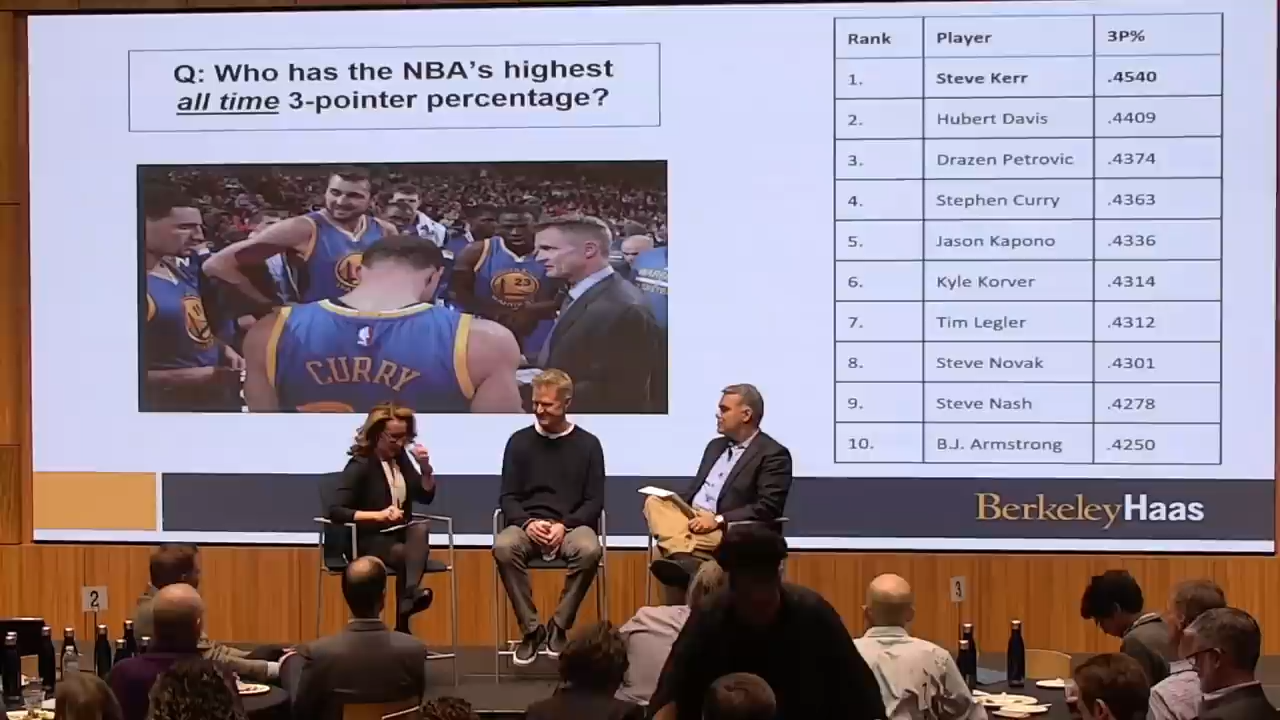 Q: Who has the NBA's highest
all time 3-pointer percentage?
CURRY
23
Rank Player 3P%
1. Steve Kerr .4540
2. Hubert Davis .4409
3. Drazen Petrovic .4374
4. Stephen Curry .4363
5. Jason Kapono .4336
6. Kyle Korver .4314
7. Tim Legler .4312
8. Steve Novak .4301
9. Steve Nash .4278
10. B.J. Armstrong .4250
BerkeleyHaas
2
3